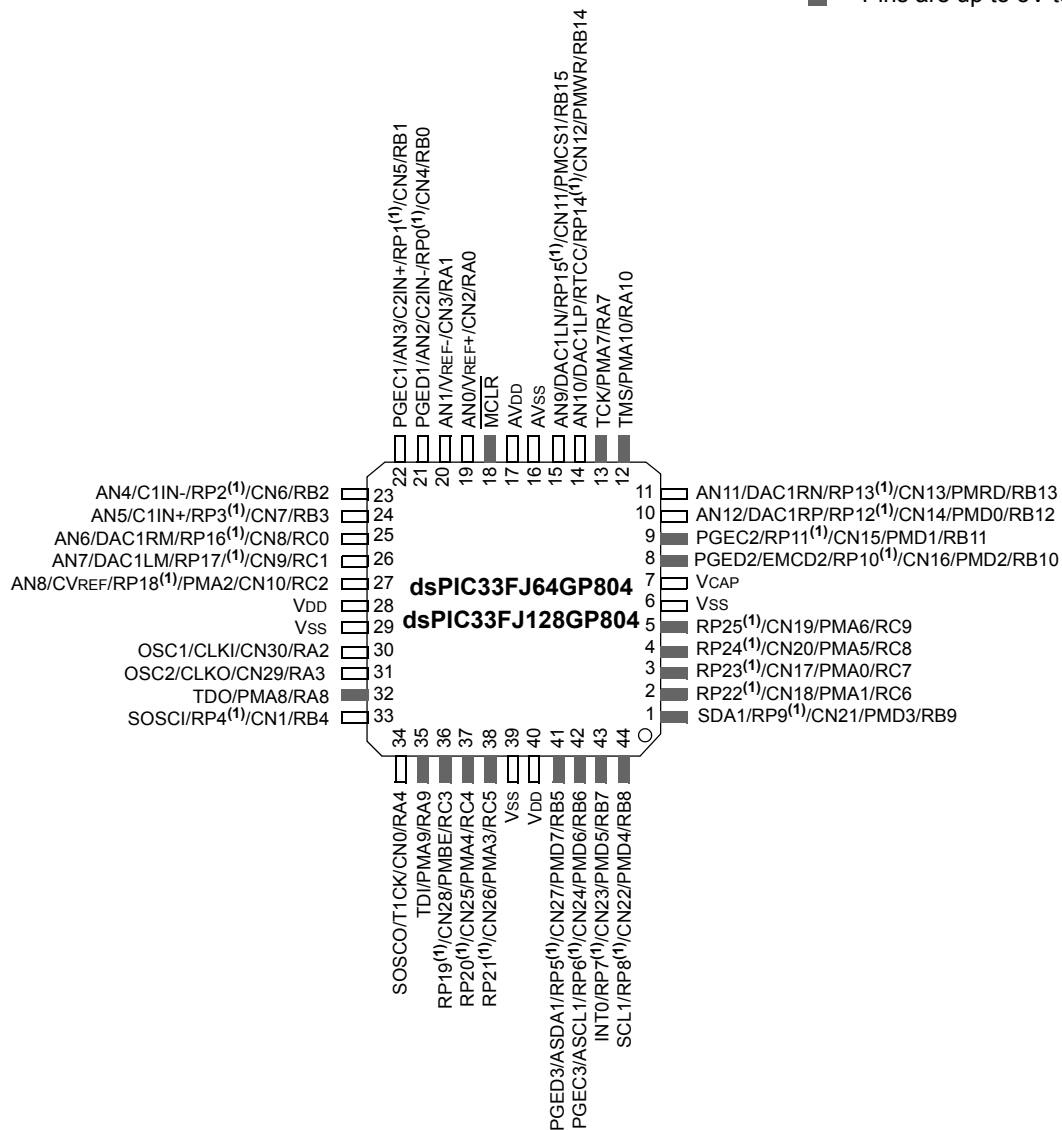 Pins are up to 5V t
PGEC1/AN3/C2IN+/RP1(1)/CN5/RB1
PGED1/AN2/C2IN-/RP0(1)/CN4/RB0
AN1/VREF-/CN3/RA1
AN0/VREF+/CN2/RA0
MCLR
AVDD
AVSS
AN9/DAC1LN/RP15(1)/CN11/PMCS1/RB15
AN10/DAC1LP/RTCC/RP14(1)/CN12/PMWR/RB14
TCK/PMA7/RA7
TMS/PMA10/RA10
22
21
20
19
18
17
16
15
14
13
12
AN4/C1IN-/RP2(1)/CN6/RB2 23
AN5/C1IN+/RP3(1)/CN7/RB3 24
AN6/DAC1RM/RP16(1)/CN8/RC0 25
AN7/DAC1LM/RP17/(1)/CN9/RC1 26
AN8/CVREF/RP18(1)/PMA2/CN10/RC2 27
VDD 28
VSS 29
OSC1/CLKI/CN30/RA2 30
OSC2/CLKO/CN29/RA3 31
TDO/PMA8/RA8 32
SOSCI/RP4(1)/CN1/RB4 33
dsPIC33FJ64GP804
dsPIC33FJ128GP804
11 AN11/DAC1RN/RP13(1)/CN13/PMRD/RB13
10 AN12/DAC1RP/RP12(1)/CN14/PMD0/RB12
9 PGEC2/RP11(1)/CN15/PMD1/RB11
8 PGED2/EMCD2/RP10(1)/CN16/PMD2/RB10
7 VCAP
6 VSS
5 RP25(1)/CN19/PMA6/RC9
4 RP24(1)/CN20/PMA5/RC8
3 RP23(1)/CN17/PMA0/RC7
2 RP22(1)/CN18/PMA1/RC6
1 SDA1/RP9(1)/CN21/PMD3/RB9
34
35
36
37
38
39
40
41
42
43
44
SOSCO/T1CK/CN0/RA4
TDI/PMA9/RA9
RP19(1)/CN28/PMBE/RC3
RP20(1)/CN25/PMA4/RC4
RP21(1)/CN26/PMA3/RC5
VSS
VDD
PGED3/ASDA1/RP5(1)/CN27/PMD7/RB5
PGEC3/ASCL1/RP6(1)/CN24/PMD6/RB6
INT0/RP7(1)/CN23/PMD5/RB7
SCL1/RP8(1)/CN22/PMD4/RB8